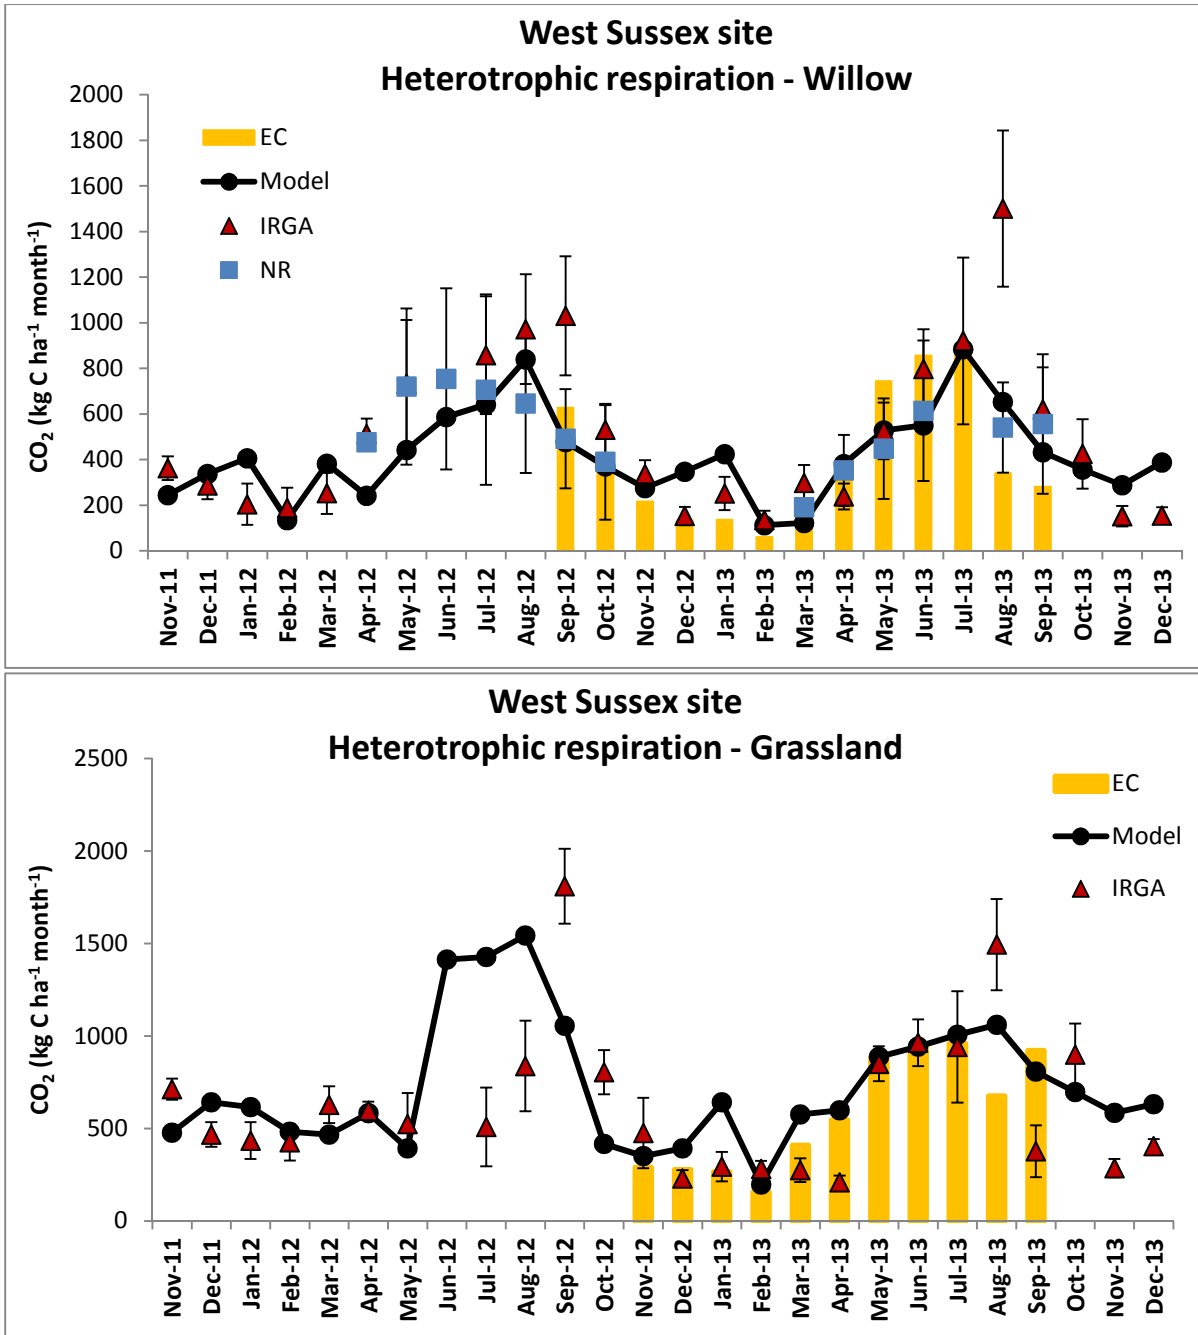 West Sussex site
Heterotrophic respiration - Willow
2000
1800
1600
1400
1200
1000
800
600
400
200
0
CO₂ (kg C ha⁻¹ month⁻¹)
EC
Model
IRGA
NR
Nov-11
Dec-11
Jan-12
Feb-12
Mar-12
Apr-12
May-12
Jun-12
Jul-12
Aug-12
Sep-12
Oct-12
Nov-12
Dec-12
Jan-13
Feb-13
Mar-13
Apr-13
May-13
Jun-13
Jul-13
Aug-13
Sep-13
Oct-13
Nov-13
Dec-13
West Sussex site
Heterotrophic respiration - Grassland
2500
2000
1500
1000
500
0
CO₂ (kg C ha⁻¹ month⁻¹)
EC
Model
IRGA
Nov-11
Dec-11
Jan-12
Feb-12
Mar-12
Apr-12
May-12
Jun-12
Jul-12
Aug-12
Sep-12
Oct-12
Nov-12
Dec-12
Jan-13
Feb-13
Mar-13
Apr-13
May-13
Jun-13
Jul-13
Aug-13
Sep-13
Oct-13
Nov-13
Dec-13